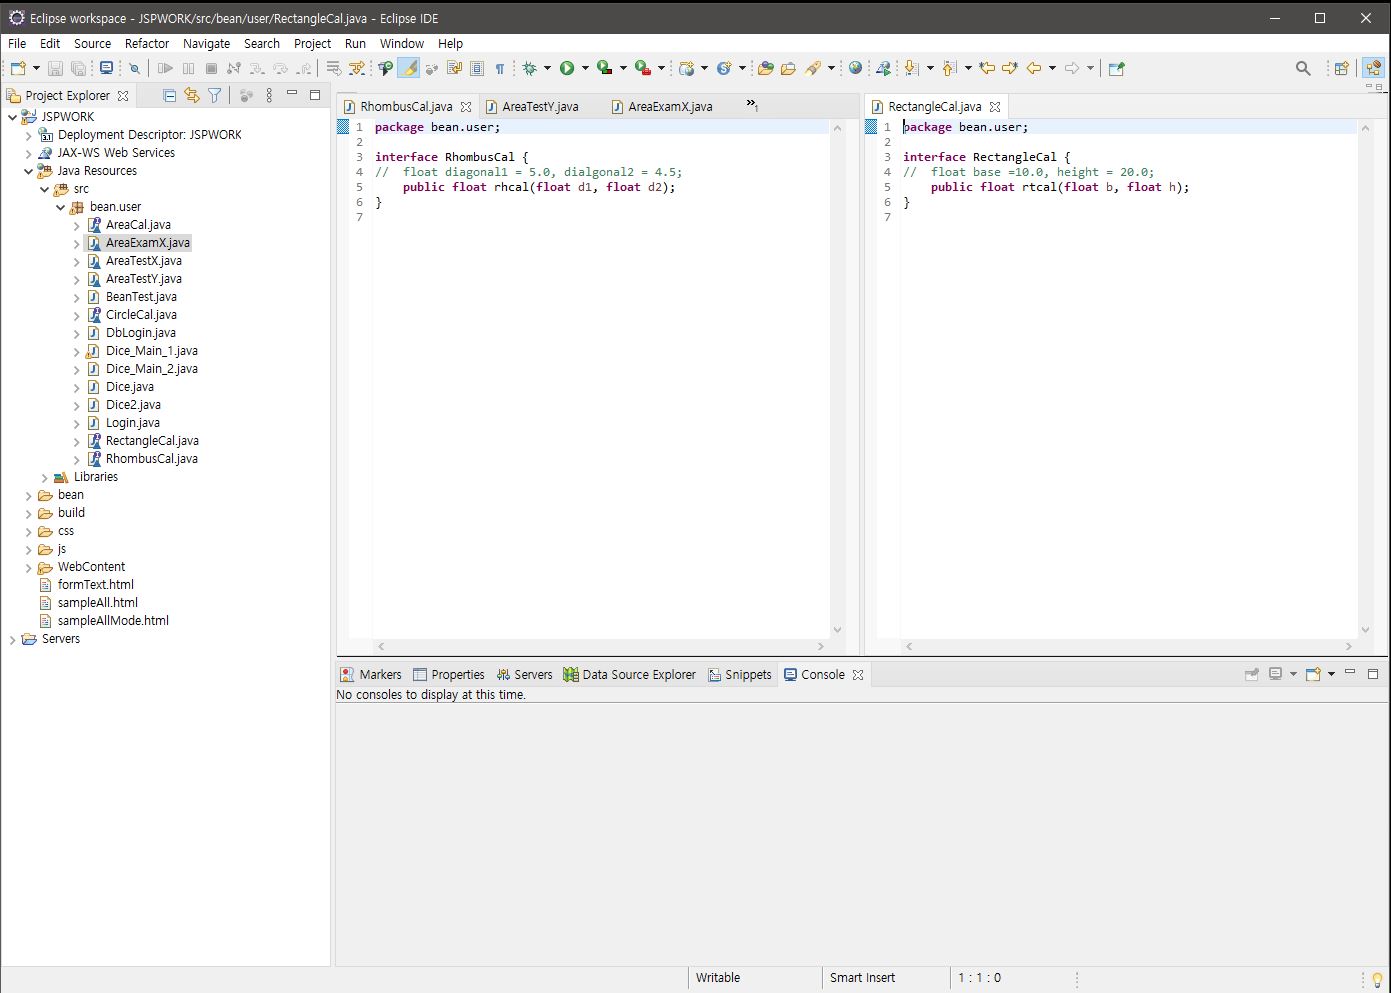 Eclipse workspace - JSPWORK/src/bean/user/RectangleCal.java - Eclipse IDE
File Edit Source Refactor Navigate Search Project Run Window Help
Project Explorer
JSPWORK
Deployment Descriptor: JSPWORK
JAX-WS Web Services
Java Resources
src
bean.user
AreaCal.java
AreaExamX.java
AreaTestX.java
AreaTestY.java
BeanTest.java
CircleCal.java
DbLogin.java
Dice_Main_1.java
Dice_Main_2.java
Dice.java
Dice2.java
Login.java
RectangleCal.java
RhombusCal.java
Libraries
bean
build
css
js
WebContent
formText.html
sampleAll.html
sampleAllMode.html
Servers
RhombusCal.java AreaTestY.java AreaExamX.java »1
1 package bean.user;
2
3 interface RhombusCal {
4 //  float diagonal1 = 5.0, dialgonal2 = 4.5;
5     public float rhcal(float d1, float d2);
6 }
7
RectangleCal.java
1 package bean.user;
2
3 interface RectangleCal {
4 //  float base =10.0, height = 20.0;
5     public float rtcal(float b, float h);
6 }
7
Markers Properties Servers Data Source Explorer Snippets Console
No consoles to display at this time.
Writable Smart Insert 1 : 1 : 0